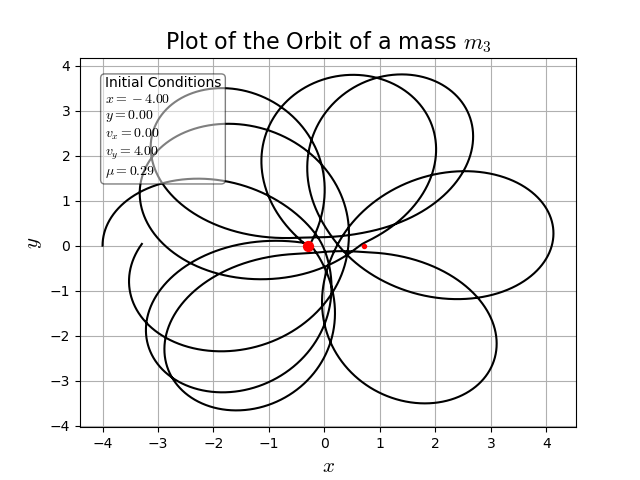 Plot of the Orbit of a mass m₃
Initial Conditions
x = −4.00
y = 0.00
vₓ = 0.00
v_y = 4.00
μ = 0.29
4
3
2
1
0
−1
−2
−3
−4
y
−4 −3 −2 −1 0 1 2 3 4
x